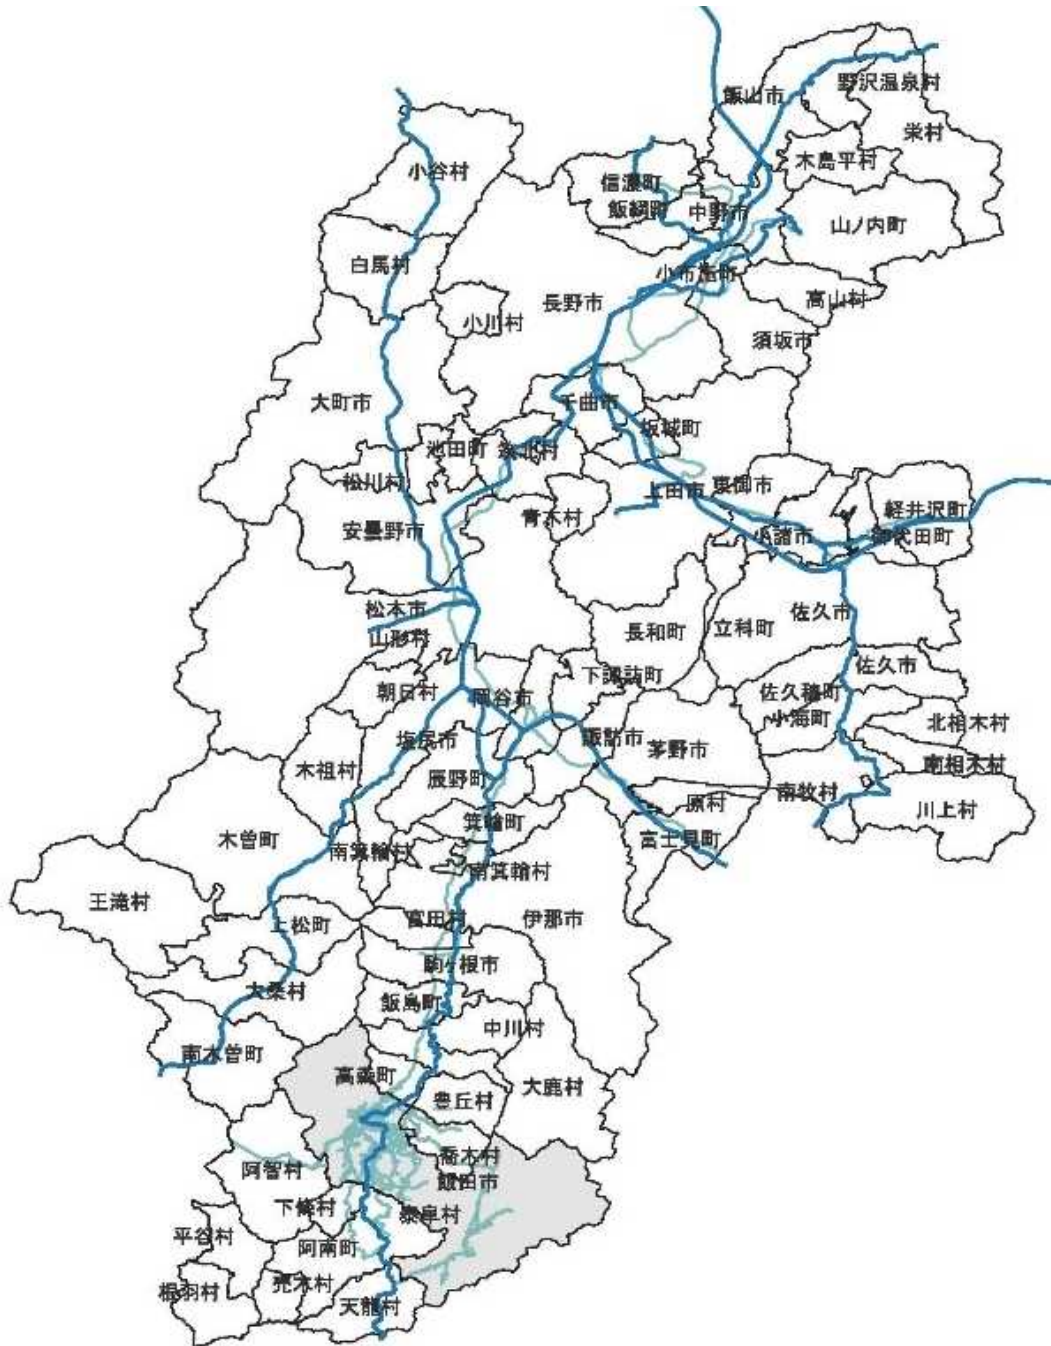 飯山市
野沢温泉村
栄村
木島平村
小谷村
信濃町
飯綱町
中野市
山ノ内町
白馬村
小布施町
高山村
長野市
小川村
須坂市
大町市
千曲市
坂城町
池田町
筑北村
松川村
上田市
東御市
青木村
軽井沢町
安曇野市
小諸市
御代田町
松本市
佐久市
山形村
長和町
立科町
下諏訪町
佐久市
朝日村
岡谷市
佐久穂町
小海町
北相木村
塩尻市
諏訪市
茅野市
木祖村
辰野町
南相木村
南牧村
原村
川上村
箕輪町
木曽町
南箕輪村
富士見町
南箕輪村
王滝村
上松町
宮田村
伊那市
駒ヶ根市
大桑村
飯島町
中川村
南木曽町
高森町
大鹿村
豊丘村
喬木村
阿智村
飯田市
下條村
泰阜村
平谷村
阿南町
売木村
根羽村
天龍村